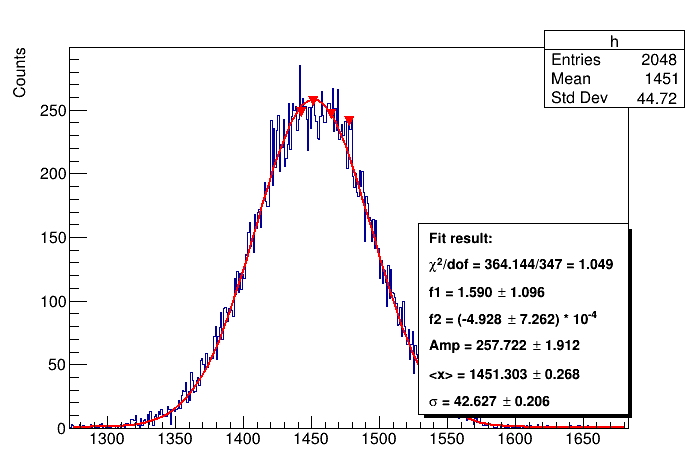 h
Entries 2048
Mean 1451
Std Dev 44.72
Counts
250
200
150
100
50
0
Fit result:
χ²/dof = 364.144/347 = 1.049
f1 = 1.590 ± 1.096
f2 = (-4.928 ± 7.262) * 10⁻⁴
Amp = 257.722 ± 1.912
<x> = 1451.303 ± 0.268
σ = 42.627 ± 0.206
1300 1350 1400 1450 1500 1550 1600 1650